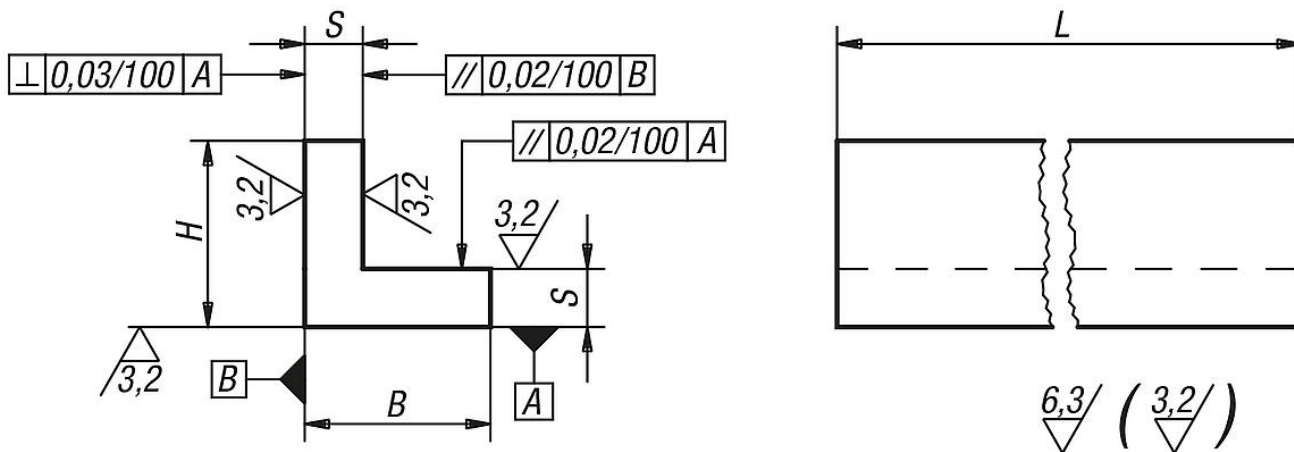 S
L
⊥ 0,03/100 A
// 0,02/100 B
// 0,02/100 A
3,2
3,2
3,2
H
S
3,2
B
B
A
6,3 ( 3,2 )